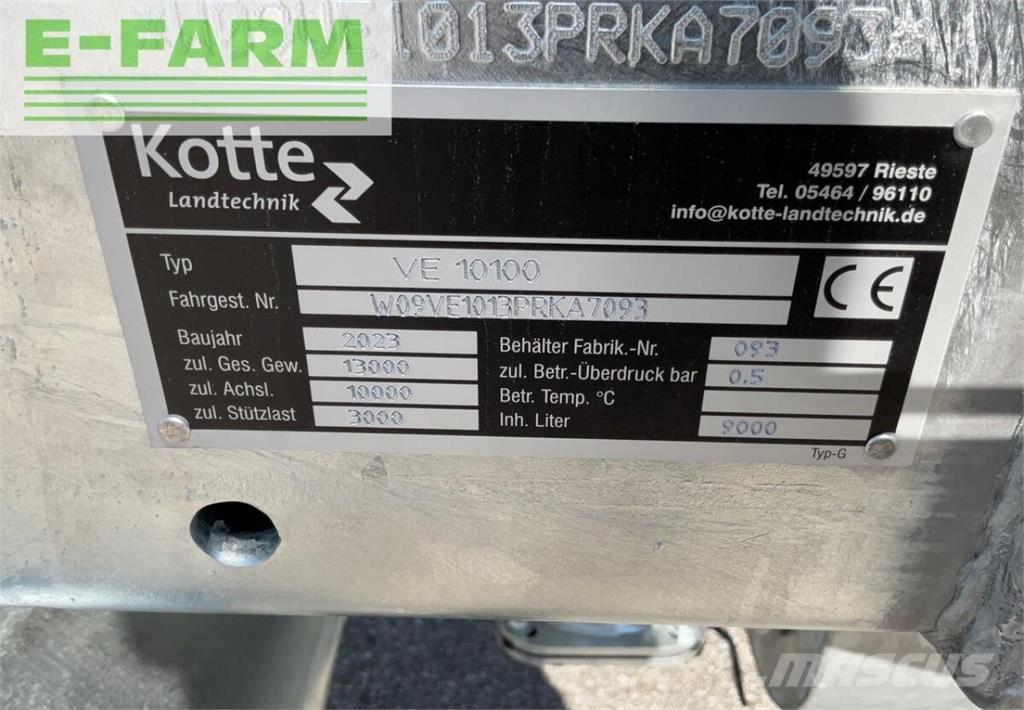 E-FARM
1013PRKA7093*
Kotte
Landtechnik
49597 Rieste
Tel. 05464 / 96110
info@kotte-landtechnik.de
Typ VE 10100
CE
Fahrgest. Nr. W09VE1013PRKA7093
Baujahr 2023
zul. Ges. Gew. 13000
zul. Achsl. 10000
zul. Stützlast 3000
Behälter Fabrik.-Nr. 093
zul. Betr.-Überdruck bar 0,5
Betr. Temp. °C
Inh. Liter 9000
Typ-G
MASCUS